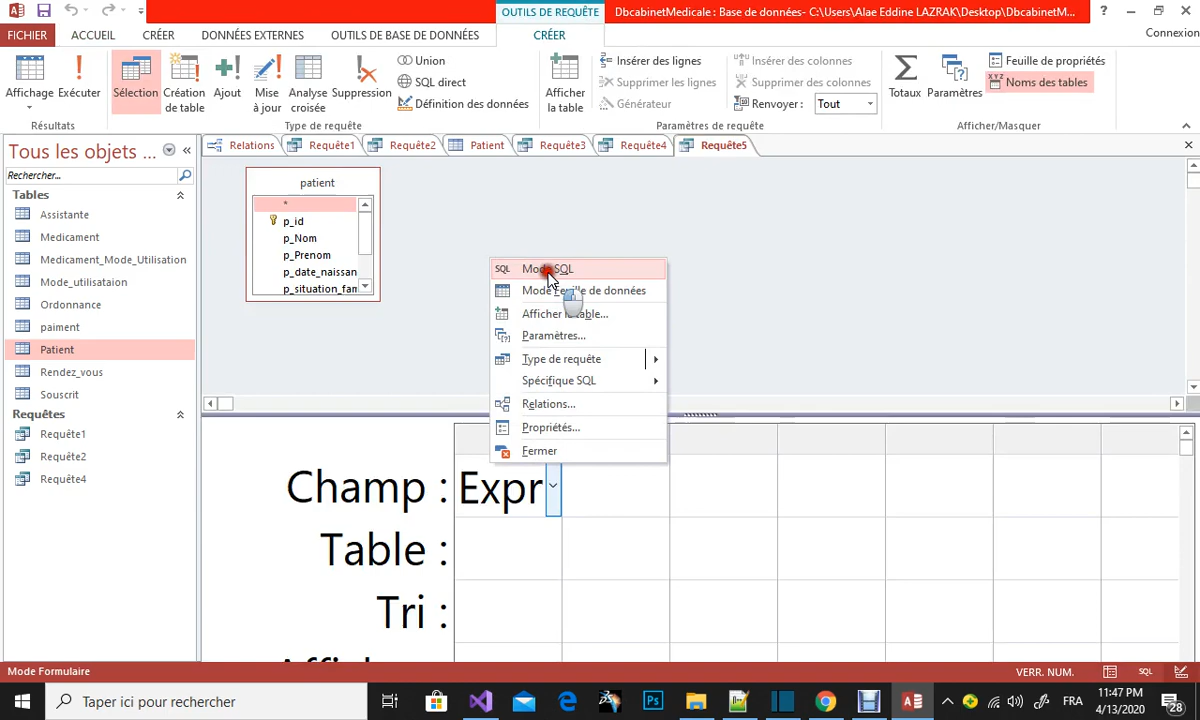 OUTILS DE REQUÊTE
DbcabinetMedicale : Base de données- C:\Users\Alae Eddine LAZRAK\Desktop\DbcabinetM...
?
FICHIER ACCUEIL CRÉER DONNÉES EXTERNES OUTILS DE BASE DE DONNÉES CRÉER Connexion
Affichage Exécuter
Résultats
Sélection Création de table Ajout Mise à jour Analyse croisée Suppression
Union
SQL direct
Définition des données
Type de requête
Afficher la table
Insérer des lignes
Supprimer les lignes
Générateur
Insérer des colonnes
Supprimer des colonnes
Renvoyer : Tout
Paramètres de requête
Totaux Paramètres
Feuille de propriétés
XYZ Noms des tables
Afficher/Masquer
Tous les objets ... «
Rechercher...
Tables
Assistante
Medicament
Medicament_Mode_Utilisation
Mode_utilisataion
Ordonnance
paiment
Patient
Rendez_vous
Souscrit
Requêtes
Requête1
Requête2
Requête4
Relations Requête1 Requête2 Patient Requête3 Requête4 Requête5
patient
*
p_id
p_Nom
p_Prenom
p_date_naissan
p_situation_fam
SQL Mode SQL
Mode Feuille de données
Afficher la table...
Paramètres...
Type de requête
Spécifique SQL
Relations...
Propriétés...
Fermer
Champ : Expr
Table :
Tri :
Mode Formulaire
VERR. NUM.
SQL
Taper ici pour rechercher
Ps
FRA
11:47 PM
4/13/2020
28